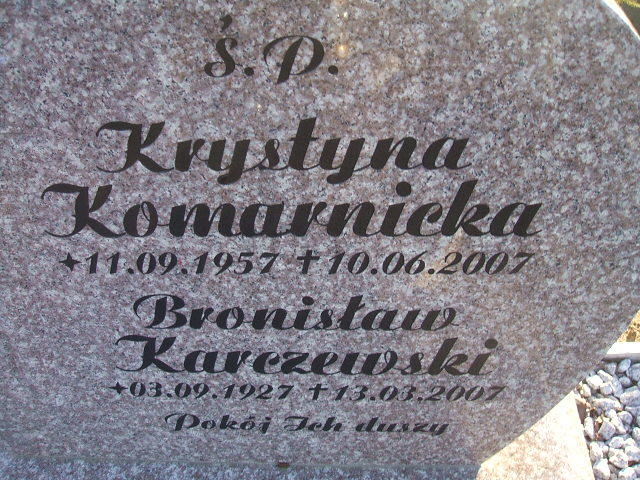 ś.p.
Krystyna
Komarnicka
✦11.09.1957 ✝10.06.2007
Bronisław
Karczewski
✦03.09.1927 ✝13.03.2007
Pokój Ich duszy